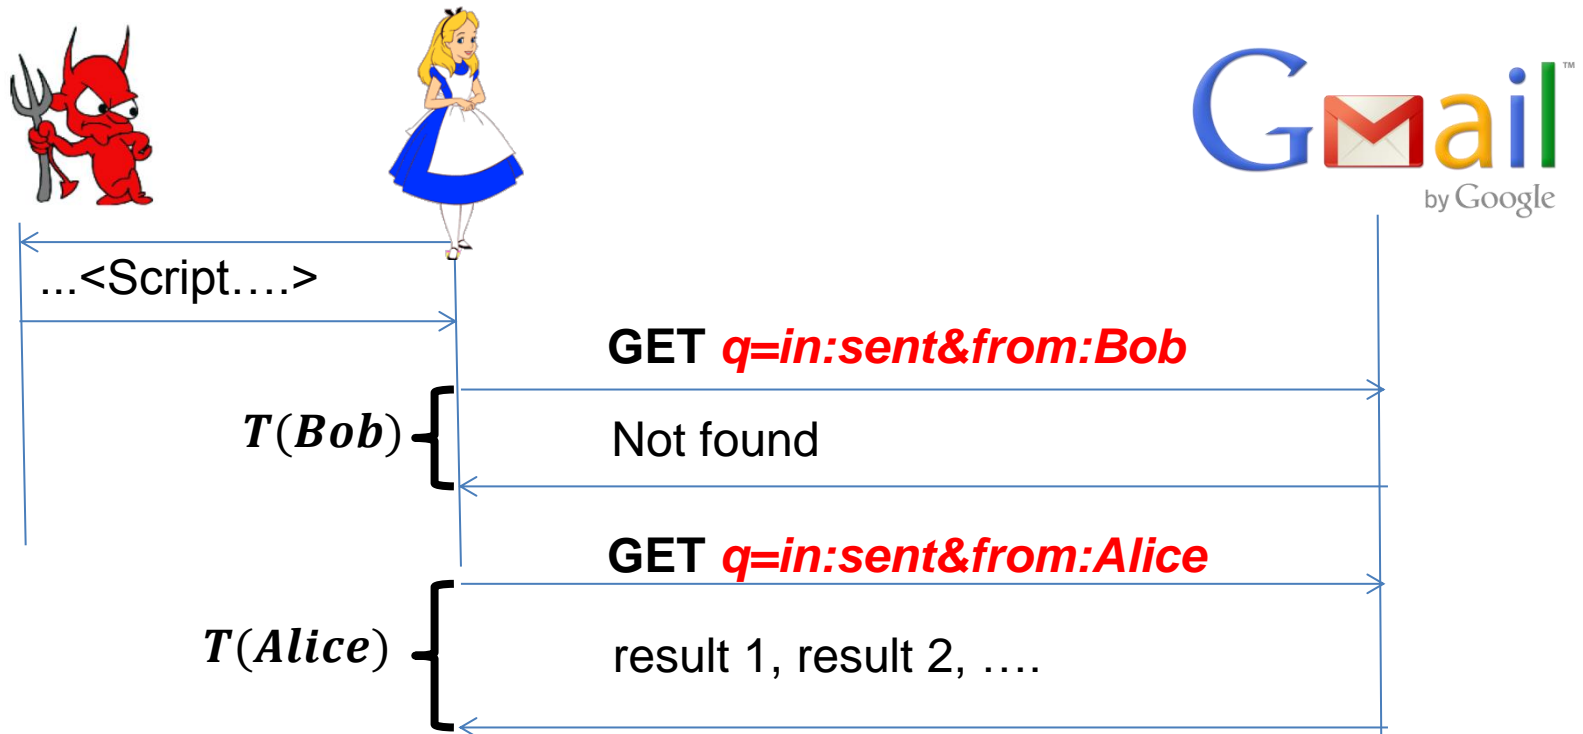 Gmail™
by Google
...<Script….>
GET q=in:sent&from:Bob
T(Bob)
Not found
GET q=in:sent&from:Alice
T(Alice)
result 1, result 2, ….